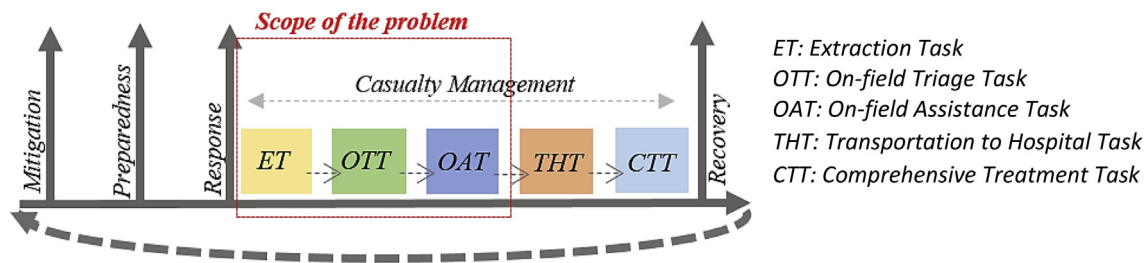 Scope of the problem
Casualty Management
Mitigation
Preparedness
Response
ET
OTT
OAT
THT
CTT
Recovery
ET: Extraction Task
OTT: On-field Triage Task
OAT: On-field Assistance Task
THT: Transportation to Hospital Task
CTT: Comprehensive Treatment Task